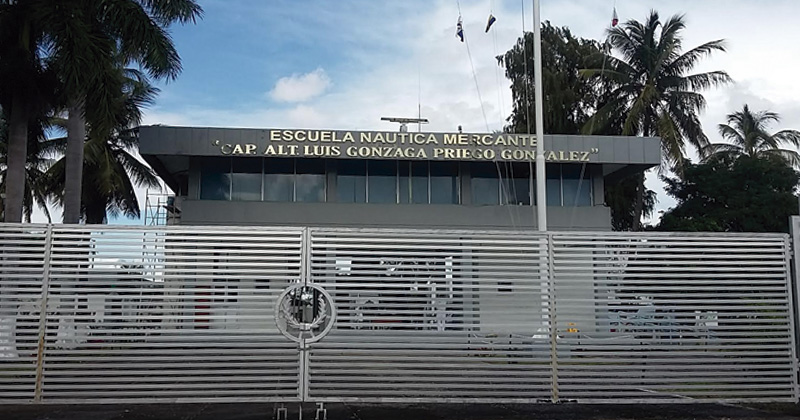 ESCUELA NAUTICA MERCANTE
"CAP. ALT. LUIS GONZAGA PRIEGO GONZALEZ"